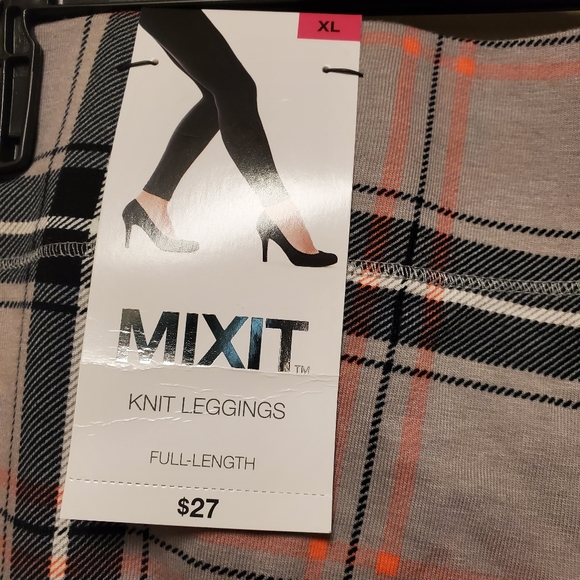 XL
MIXIT™
KNIT LEGGINGS
FULL-LENGTH
$27